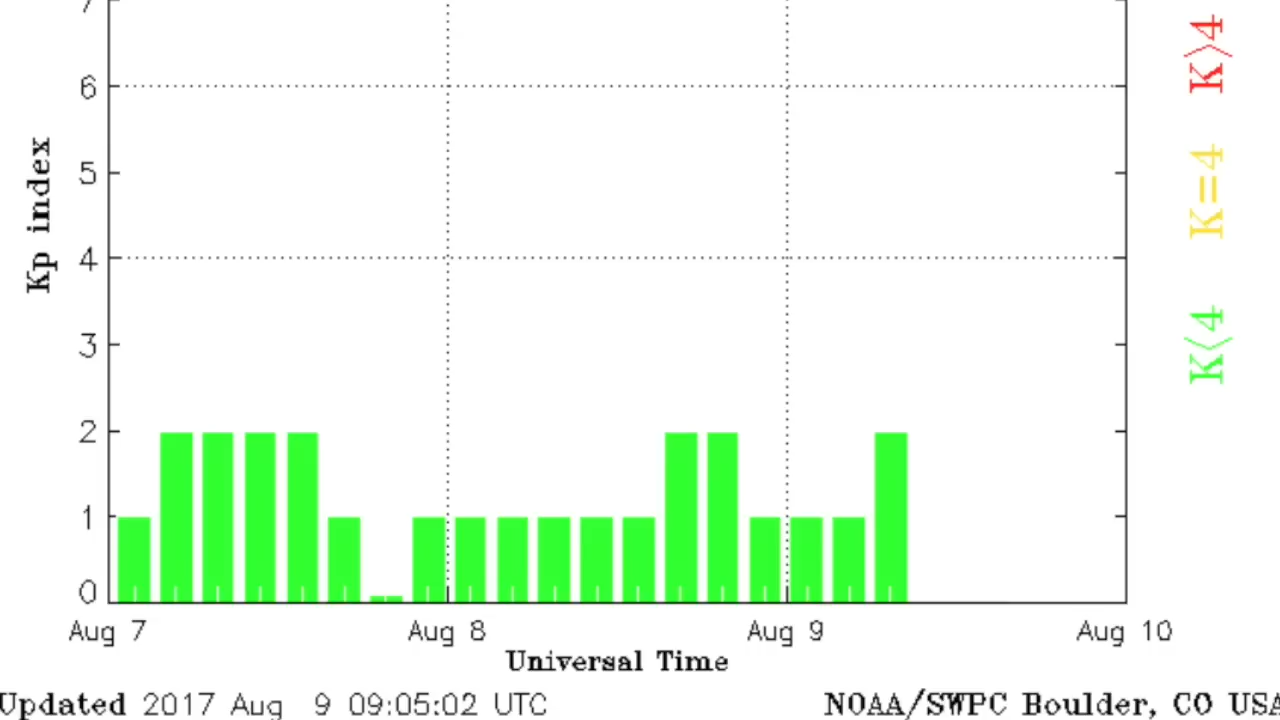 7
6
5
4
3
2
1
0
Kp index
K>4
K=4
K<4
Aug 7 Aug 8 Aug 9 Aug 10
Universal Time
Updated 2017 Aug 9 09:05:02 UTC NOAA/SWPC Boulder, CO USA